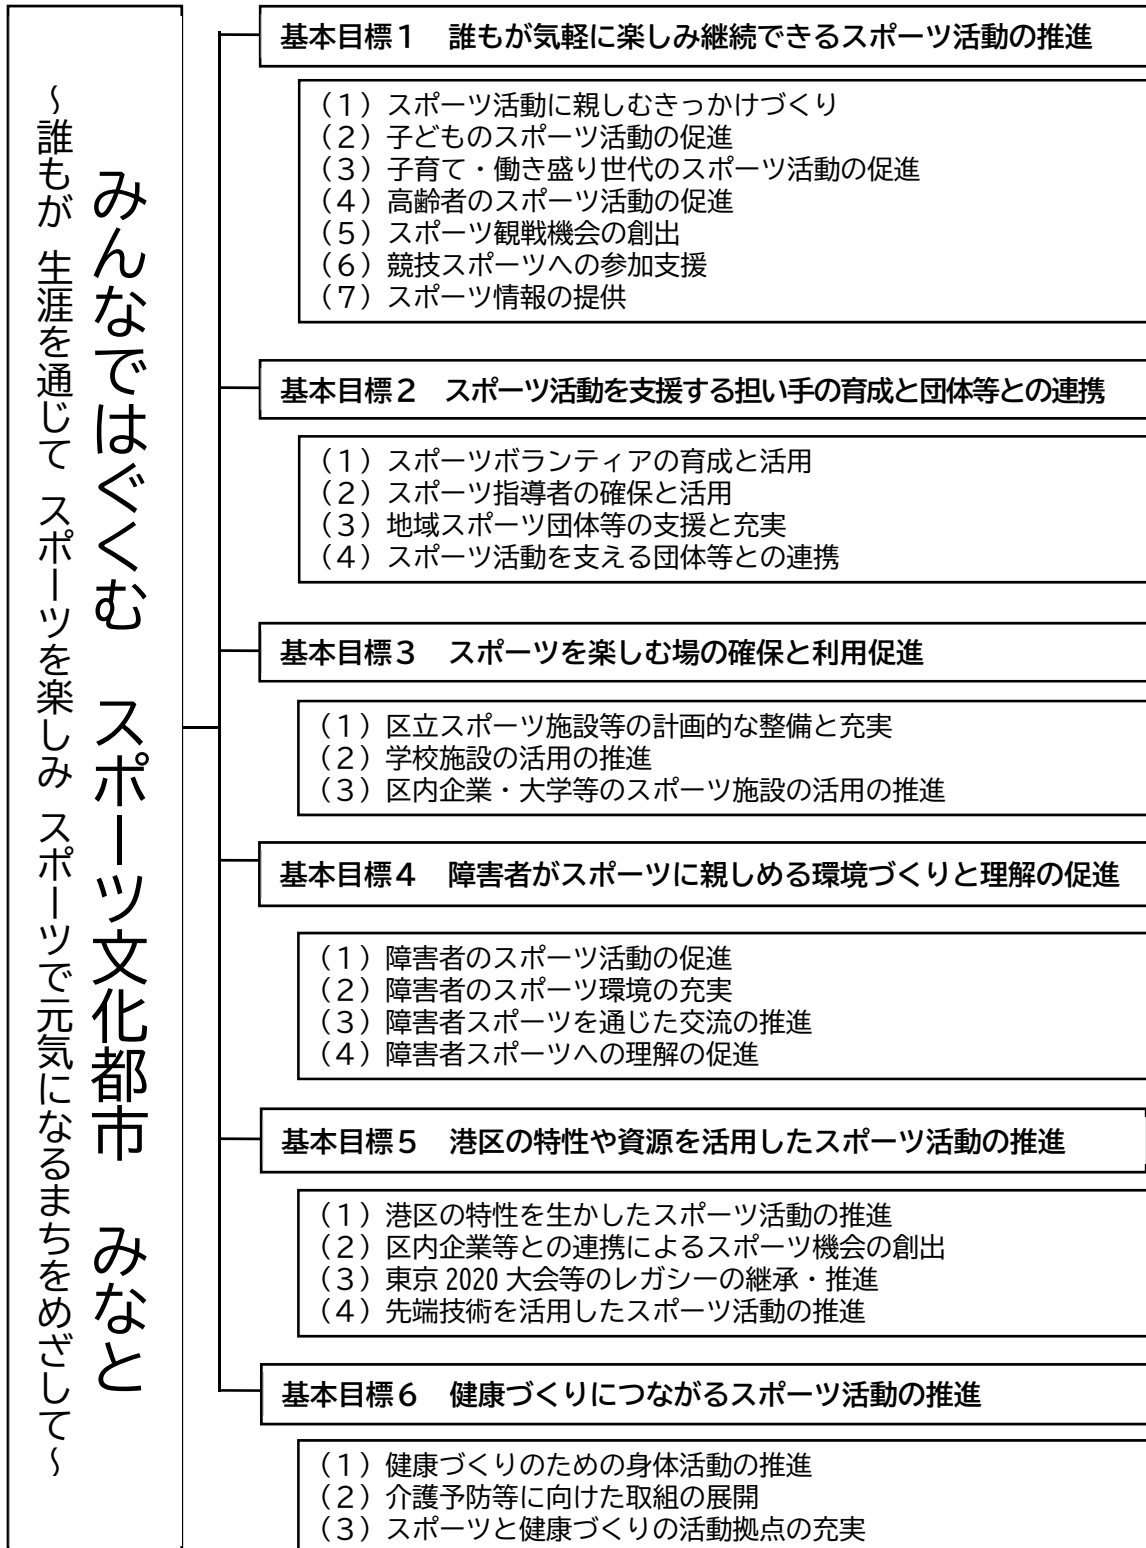 みんなではぐくむ　スポーツ文化都市　みなと
～誰もが 生涯を通じて スポーツを楽しみ スポーツで元気になるまちをめざして～
基本目標１　誰もが気軽に楽しみ継続できるスポーツ活動の推進
（１）スポーツ活動に親しむきっかけづくり
（２）子どものスポーツ活動の促進
（３）子育て・働き盛り世代のスポーツ活動の促進
（４）高齢者のスポーツ活動の促進
（５）スポーツ観戦機会の創出
（６）競技スポーツへの参加支援
（７）スポーツ情報の提供
基本目標２　スポーツ活動を支援する担い手の育成と団体等との連携
（１）スポーツボランティアの育成と活用
（２）スポーツ指導者の確保と活用
（３）地域スポーツ団体等の支援と充実
（４）スポーツ活動を支える団体等との連携
基本目標３　スポーツを楽しむ場の確保と利用促進
（１）区立スポーツ施設等の計画的な整備と充実
（２）学校施設の活用の推進
（３）区内企業・大学等のスポーツ施設の活用の推進
基本目標４　障害者がスポーツに親しめる環境づくりと理解の促進
（１）障害者のスポーツ活動の促進
（２）障害者のスポーツ環境の充実
（３）障害者スポーツを通じた交流の推進
（４）障害者スポーツへの理解の促進
基本目標５　港区の特性や資源を活用したスポーツ活動の推進
（１）港区の特性を生かしたスポーツ活動の推進
（２）区内企業等との連携によるスポーツ機会の創出
（３）東京 2020 大会等のレガシーの継承・推進
（４）先端技術を活用したスポーツ活動の推進
基本目標６　健康づくりにつながるスポーツ活動の推進
（１）健康づくりのための身体活動の推進
（２）介護予防等に向けた取組の展開
（３）スポーツと健康づくりの活動拠点の充実